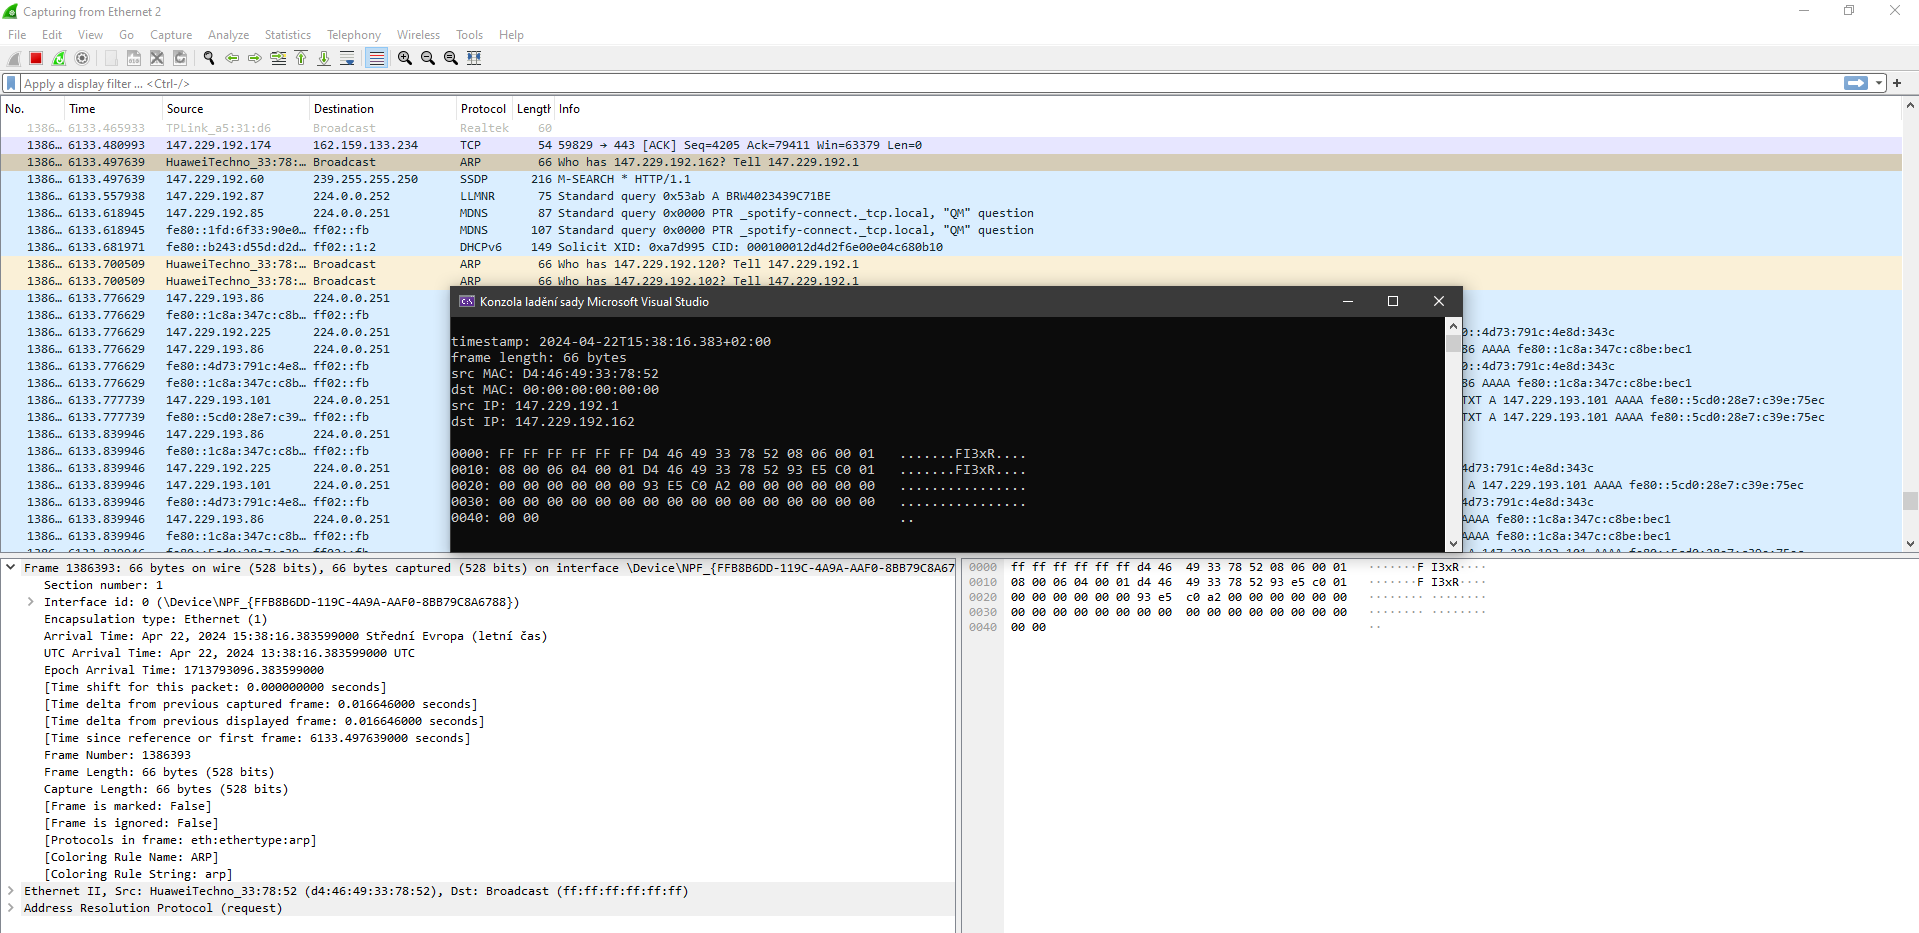 Capturing from Ethernet 2
File Edit View Go Capture Analyze Statistics Telephony Wireless Tools Help
Apply a display filter ... <Ctrl-/>
No. Time Source Destination Protocol Length Info
1386… 6133.465933 TPLink_a5:31:d6 Broadcast Realtek 60
1386… 6133.480993 147.229.192.174 162.159.133.234 TCP 54 59829 → 443 [ACK] Seq=4205 Ack=79411 Win=63379 Len=0
1386… 6133.497639 HuaweiTechno_33:78:… Broadcast ARP 66 Who has 147.229.192.162? Tell 147.229.192.1
1386… 6133.497639 147.229.192.60 239.255.255.250 SSDP 216 M-SEARCH * HTTP/1.1
1386… 6133.557938 147.229.192.87 224.0.0.252 LLMNR 75 Standard query 0x53ab A BRW4023439C71BE
1386… 6133.618945 147.229.192.85 224.0.0.251 MDNS 87 Standard query 0x0000 PTR _spotify-connect._tcp.local, "QM" question
1386… 6133.618945 fe80::1fd:6f33:90e0… ff02::fb MDNS 107 Standard query 0x0000 PTR _spotify-connect._tcp.local, "QM" question
1386… 6133.681971 fe80::b243:d55d:d2d… ff02::1:2 DHCPv6 149 Solicit XID: 0xa7d995 CID: 000100012d4d2f6e00e04c680b10
1386… 6133.700509 HuaweiTechno_33:78:… Broadcast ARP 66 Who has 147.229.192.120? Tell 147.229.192.1
1386… 6133.700509 HuaweiTechno_33:78:… Broadcast ARP 66 Who has 147.229.192.102? Tell 147.229.192.1
1386… 6133.776629 147.229.193.86 224.0.0.251
1386… 6133.776629 fe80::1c8a:347c:c8b… ff02::fb
1386… 6133.776629 147.229.192.225 224.0.0.251 0::4d73:791c:4e8d:343c
1386… 6133.776629 147.229.193.86 224.0.0.251 86 AAAA fe80::1c8a:347c:c8be:bec1
1386… 6133.776629 fe80::4d73:791c:4e8… ff02::fb 0::4d73:791c:4e8d:343c
1386… 6133.776629 fe80::1c8a:347c:c8b… ff02::fb 86 AAAA fe80::1c8a:347c:c8be:bec1
1386… 6133.777739 147.229.193.101 224.0.0.251 TXT A 147.229.193.101 AAAA fe80::5cd0:28e7:c39e:75ec
1386… 6133.777739 fe80::5cd0:28e7:c39… ff02::fb TXT A 147.229.193.101 AAAA fe80::5cd0:28e7:c39e:75ec
1386… 6133.839946 147.229.193.86 224.0.0.251
1386… 6133.839946 fe80::1c8a:347c:c8b… ff02::fb
1386… 6133.839946 147.229.192.225 224.0.0.251 4d73:791c:4e8d:343c
1386… 6133.839946 147.229.193.101 224.0.0.251 A 147.229.193.101 AAAA fe80::5cd0:28e7:c39e:75ec
1386… 6133.839946 fe80::4d73:791c:4e8… ff02::fb 4d73:791c:4e8d:343c
1386… 6133.839946 147.229.193.86 224.0.0.251 AAAA fe80::1c8a:347c:c8be:bec1
1386… 6133.839946 fe80::1c8a:347c:c8b… ff02::fb AAAA fe80::1c8a:347c:c8be:bec1
Konzola ladění sady Microsoft Visual Studio
timestamp: 2024-04-22T15:38:16.383+02:00
frame length: 66 bytes
src MAC: D4:46:49:33:78:52
dst MAC: 00:00:00:00:00:00
src IP: 147.229.192.1
dst IP: 147.229.192.162
0000: FF FF FF FF FF FF D4 46 49 33 78 52 08 06 00 01 .......FI3xR....
0010: 08 00 06 04 00 01 D4 46 49 33 78 52 93 E5 C0 01 .......FI3xR....
0020: 00 00 00 00 00 00 93 E5 C0 A2 00 00 00 00 00 00 ................
0030: 00 00 00 00 00 00 00 00 00 00 00 00 00 00 00 00 ................
0040: 00 00 ..
Frame 1386393: 66 bytes on wire (528 bits), 66 bytes captured (528 bits) on interface \Device\NPF_{FFB8B6DD-119C-4A9A-AAF0-8BB79C8A67
Section number: 1
Interface id: 0 (\Device\NPF_{FFB8B6DD-119C-4A9A-AAF0-8BB79C8A6788})
Encapsulation type: Ethernet (1)
Arrival Time: Apr 22, 2024 15:38:16.383599000 Střední Evropa (letní čas)
UTC Arrival Time: Apr 22, 2024 13:38:16.383599000 UTC
Epoch Arrival Time: 1713793096.383599000
[Time shift for this packet: 0.000000000 seconds]
[Time delta from previous captured frame: 0.016646000 seconds]
[Time delta from previous displayed frame: 0.016646000 seconds]
[Time since reference or first frame: 6133.497639000 seconds]
Frame Number: 1386393
Frame Length: 66 bytes (528 bits)
Capture Length: 66 bytes (528 bits)
[Frame is marked: False]
[Frame is ignored: False]
[Protocols in frame: eth:ethertype:arp]
[Coloring Rule Name: ARP]
[Coloring Rule String: arp]
Ethernet II, Src: HuaweiTechno_33:78:52 (d4:46:49:33:78:52), Dst: Broadcast (ff:ff:ff:ff:ff:ff)
Address Resolution Protocol (request)
0000 ff ff ff ff ff ff d4 46 49 33 78 52 08 06 00 01 ·······F I3xR····
0010 08 00 06 04 00 01 d4 46 49 33 78 52 93 e5 c0 01 ·······F I3xR····
0020 00 00 00 00 00 00 93 e5 c0 a2 00 00 00 00 00 00 ········ ········
0030 00 00 00 00 00 00 00 00 00 00 00 00 00 00 00 00 ········ ········
0040 00 00 ··